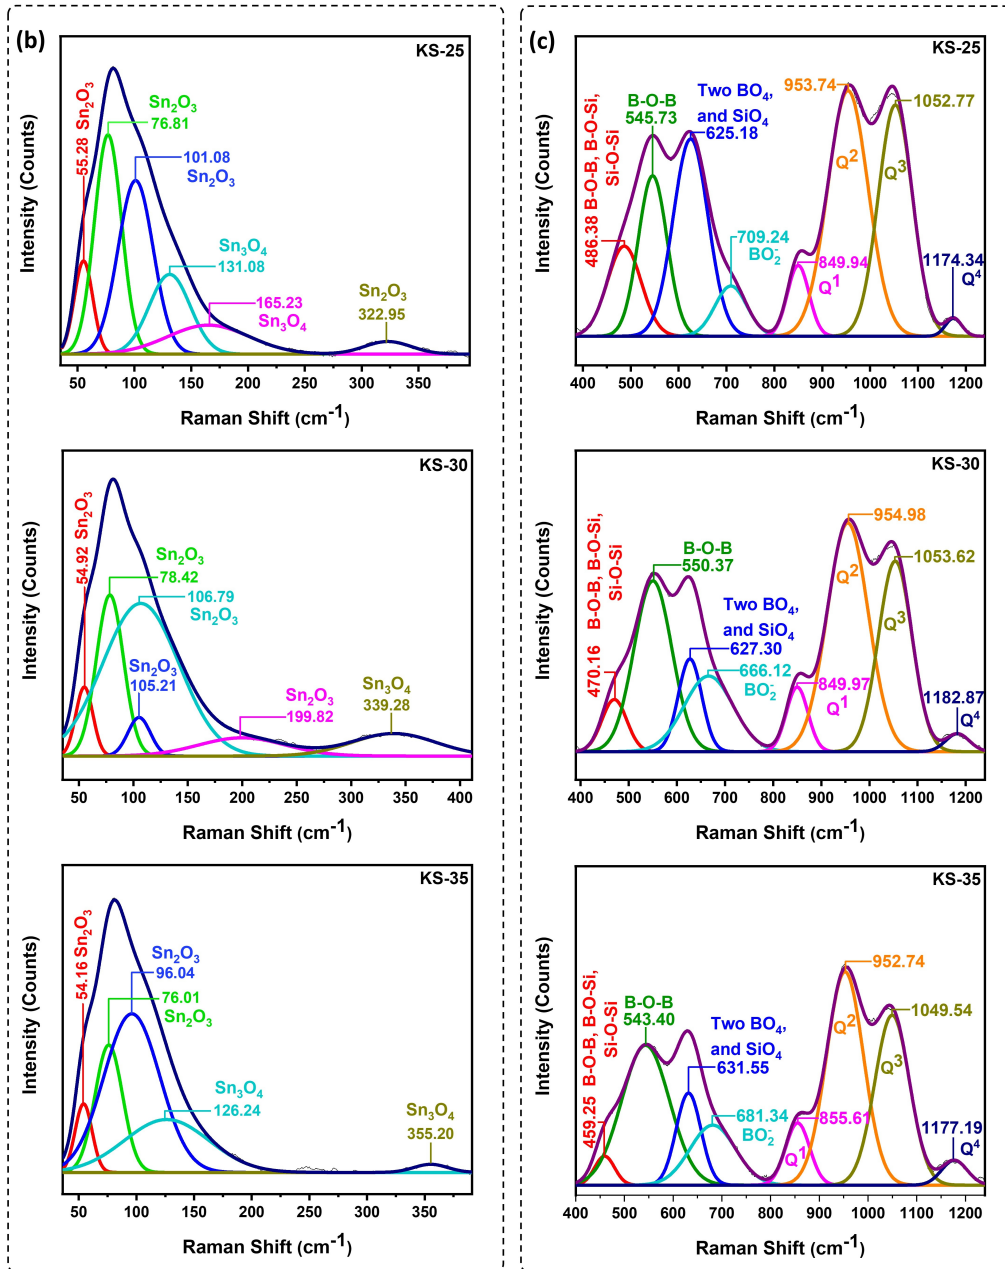 (b)
KS-25
Intensity (Counts)
55.28 Sn₂O₃
Sn₂O₃
76.81
101.08
Sn₂O₃
Sn₃O₄
131.08
165.23
Sn₃O₄
Sn₂O₃
322.95
50 100 150 200 250 300 350
Raman Shift (cm⁻¹)
KS-30
Intensity (Counts)
54.92 Sn₂O₃
Sn₂O₃
78.42
106.79
Sn₂O₃
Sn₂O₃
105.21
Sn₂O₃
199.82
Sn₃O₄
339.28
50 100 150 200 250 300 350 400
Raman Shift (cm⁻¹)
KS-35
Intensity (Counts)
54.16 Sn₂O₃
Sn₂O₃
96.04
76.01
Sn₂O₃
Sn₃O₄
126.24
Sn₃O₄
355.20
50 100 150 200 250 300 350
Raman Shift (cm⁻¹)
(c)
KS-25
Intensity (Counts)
486.38 B-O-B, B-O-Si,
Si-O-Si
B-O-B
545.73
Two BO₄,
and SiO₄
625.18
709.24
BO₂⁻
849.94
Q¹
953.74
Q²
1052.77
Q³
1174.34
Q⁴
400 500 600 700 800 900 1000 1100 1200
Raman Shift (cm⁻¹)
KS-30
Intensity (Counts)
470.16 B-O-B, B-O-Si,
Si-O-Si
B-O-B
550.37
Two BO₄,
and SiO₄
627.30
666.12
BO₂⁻
849.97
Q¹
954.98
Q²
1053.62
Q³
1182.87
Q⁴
400 500 600 700 800 900 1000 1100 1200
Raman Shift (cm⁻¹)
KS-35
Intensity (Counts)
459.25 B-O-B, B-O-Si,
Si-O-Si
B-O-B
543.40
Two BO₄,
and SiO₄
631.55
681.34
BO₂⁻
855.61
Q¹
952.74
Q²
1049.54
Q³
1177.19
Q⁴
400 500 600 700 800 900 1000 1100 1200
Raman Shift (cm⁻¹)